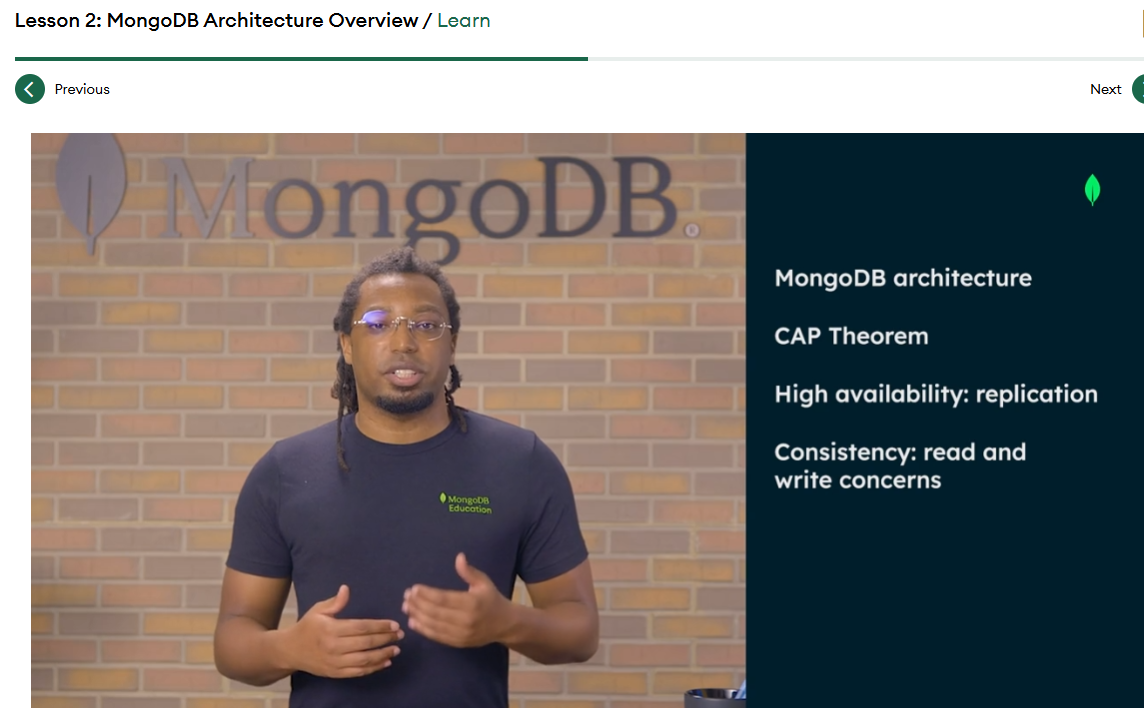 Lesson 2: MongoDB Architecture Overview / Learn
Previous
Next
MongoDB®
MongoDB architecture
CAP Theorem
High availability: replication
Consistency: read and
write concerns
MongoDB
Education